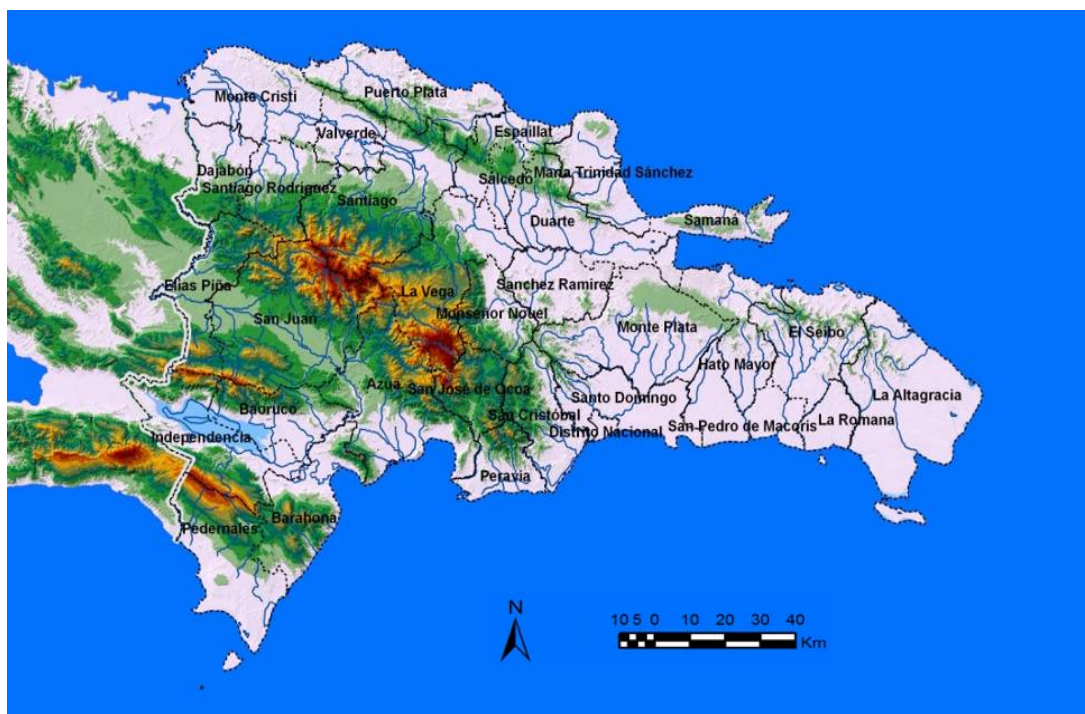 Puerto Plata
Monte Cristi
Valverde
Espaillat
Dajabón
María Trinidad Sánchez
Salcedo
Santiago Rodríguez
Santiago
Duarte
Samaná
Elías Piña
Sanchez Ramirez
La Vega
Monseñor Nouel
San Juan
Monte Plata
El Seibo
Hato Mayor
Azua
San José de Ocoa
La Altagracia
Santo Domingo
Baoruco
San Cristóbal
La Romana
San Pedro de Macoris
Distrito Nacional
Independencia
Peravia
Barahona
Pedernales
N
10 5 0 10 20 30 40
Km